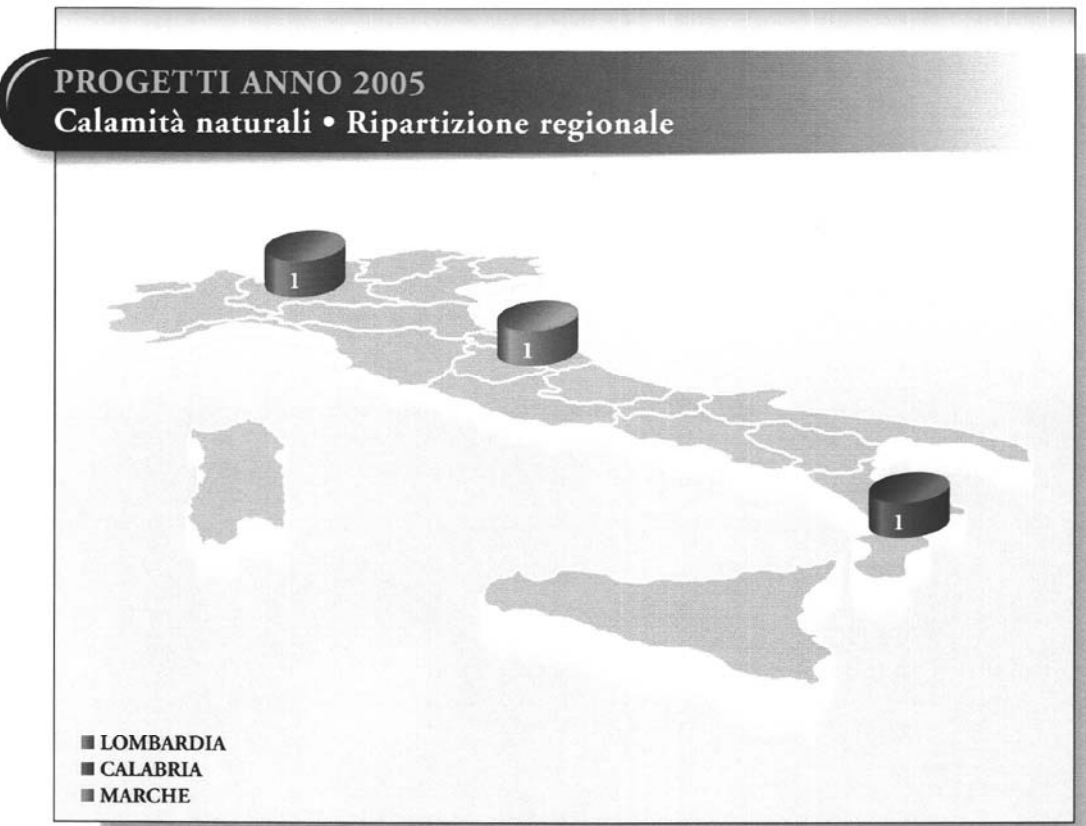 PROGETTI ANNO 2005
Calamità naturali • Ripartizione regionale
1
1
1
LOMBARDIA
CALABRIA
MARCHE